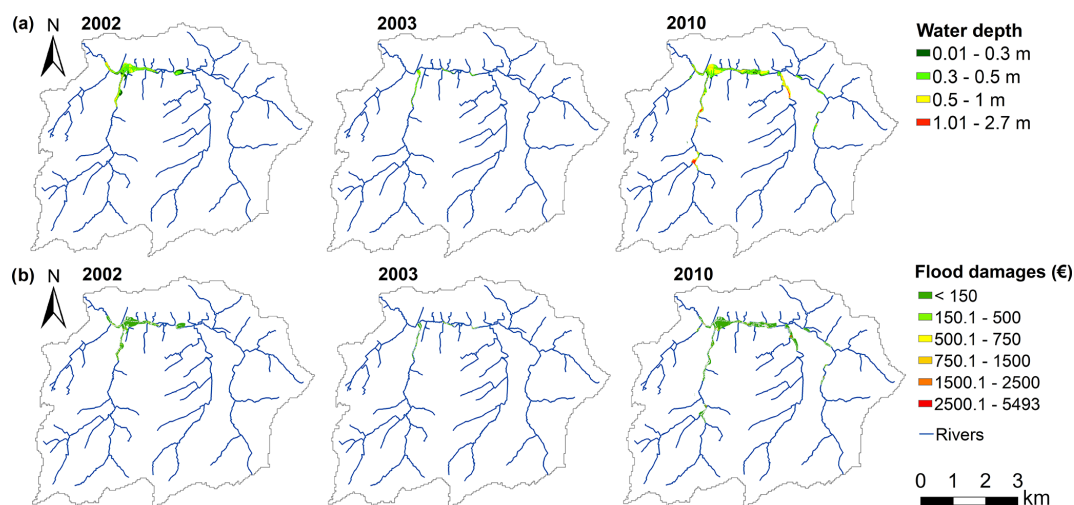 (a)
2002
2003
2010
N
Water depth
0.01 - 0.3 m
0.3 - 0.5 m
0.5 - 1 m
1.01 - 2.7 m
(b)
2002
2003
2010
N
Flood damages (€)
< 150
150.1 - 500
500.1 - 750
750.1 - 1500
1500.1 - 2500
2500.1 - 5493
Rivers
0 1 2 3
km